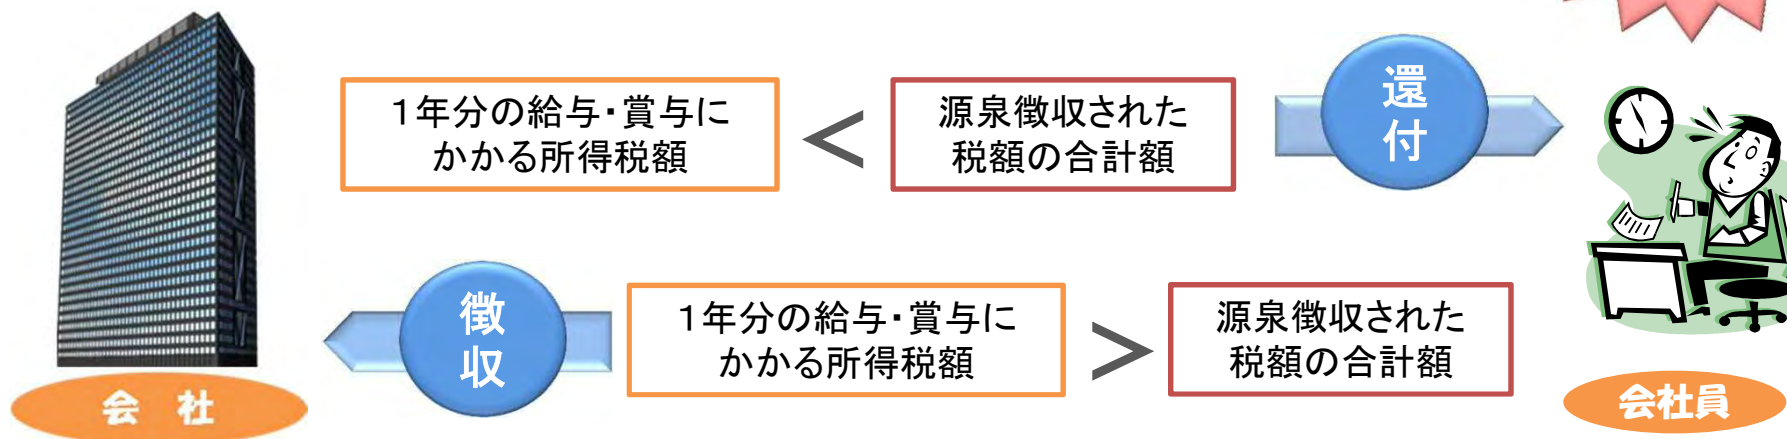 1年分の給与・賞与に
かかる所得税額
<
源泉徴収された
税額の合計額
還付
徴収
1年分の給与・賞与に
かかる所得税額
>
源泉徴収された
税額の合計額
会社
会社員